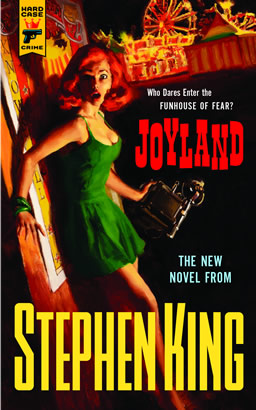 HARD
CASE
CRIME
Who Dares Enter the
FUNHOUSE OF FEAR?
JOYLAND
THE NEW
NOVEL FROM
STEPHEN KING